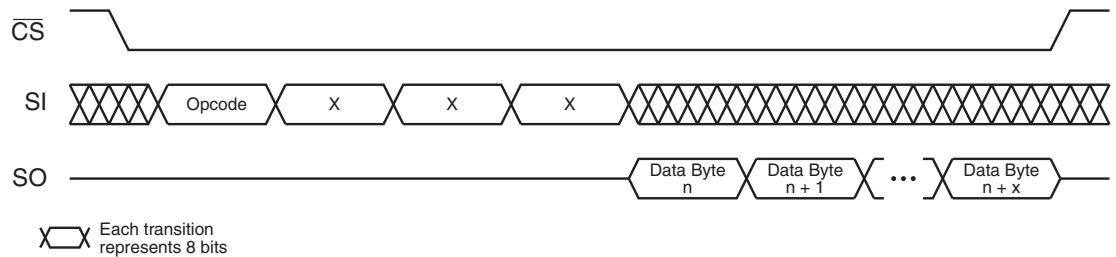 CS
SI
Opcode
X
X
X
SO
Data Byte
n
Data Byte
n + 1
•••
Data Byte
n + x
Each transition
represents 8 bits